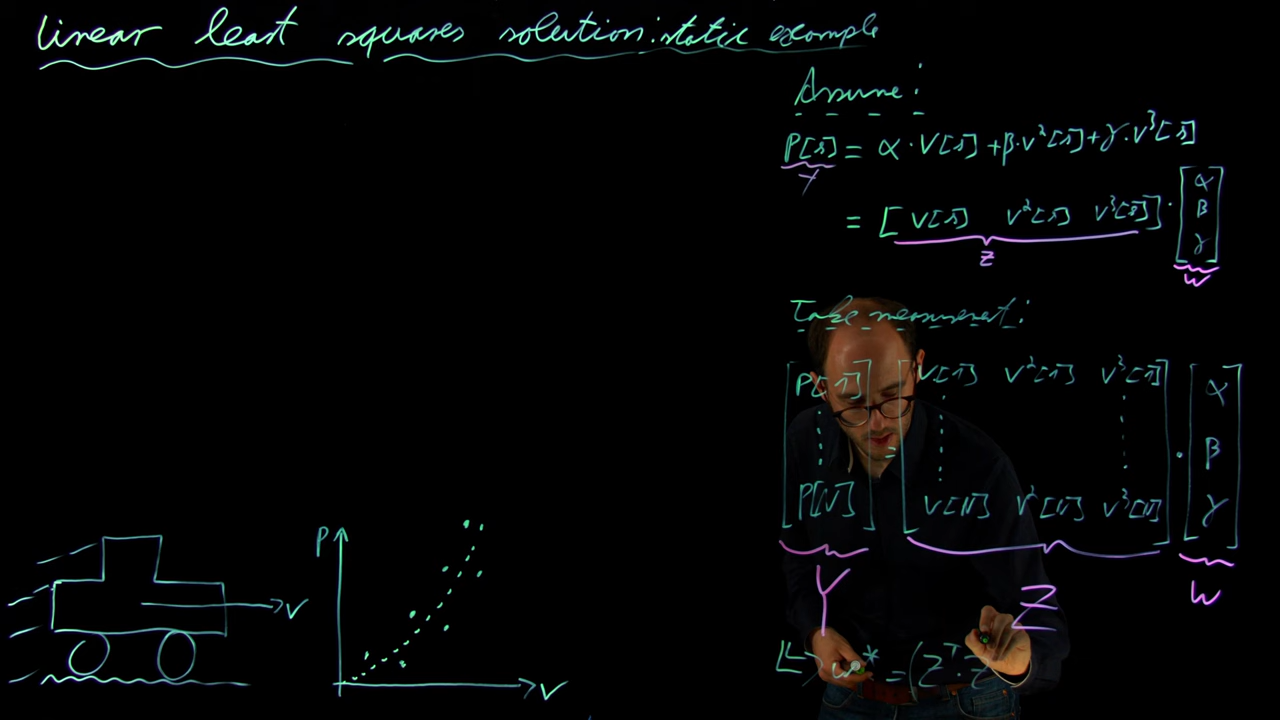 linear least squares solution: static example
Assume:
P[s] = α · V[s] + β · v²[s] + γ · v³[s]
y
= [ v[s] v²[s] v³[s] ] · [ α β γ ]
z
w
Take measurement:
P[1] = v[1] v²[1] v³[1] α
⋮ ⋮ ⋮ · β
P[N] v[N] v²[N] v³[N] γ
Y Z w
↳ w* = (Zᵀ · Z
P
V
V